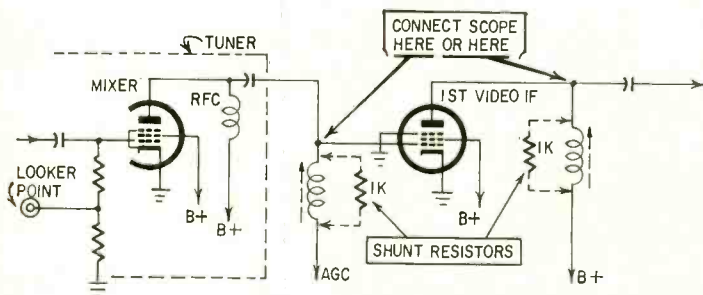 CONNECT SCOPE
HERE OR HERE
TUNER
MIXER
RFC
1ST VIDEO IF
LOOKER
POINT
1K
1K
B+
B+
B+
SHUNT RESISTORS
AGC
B+